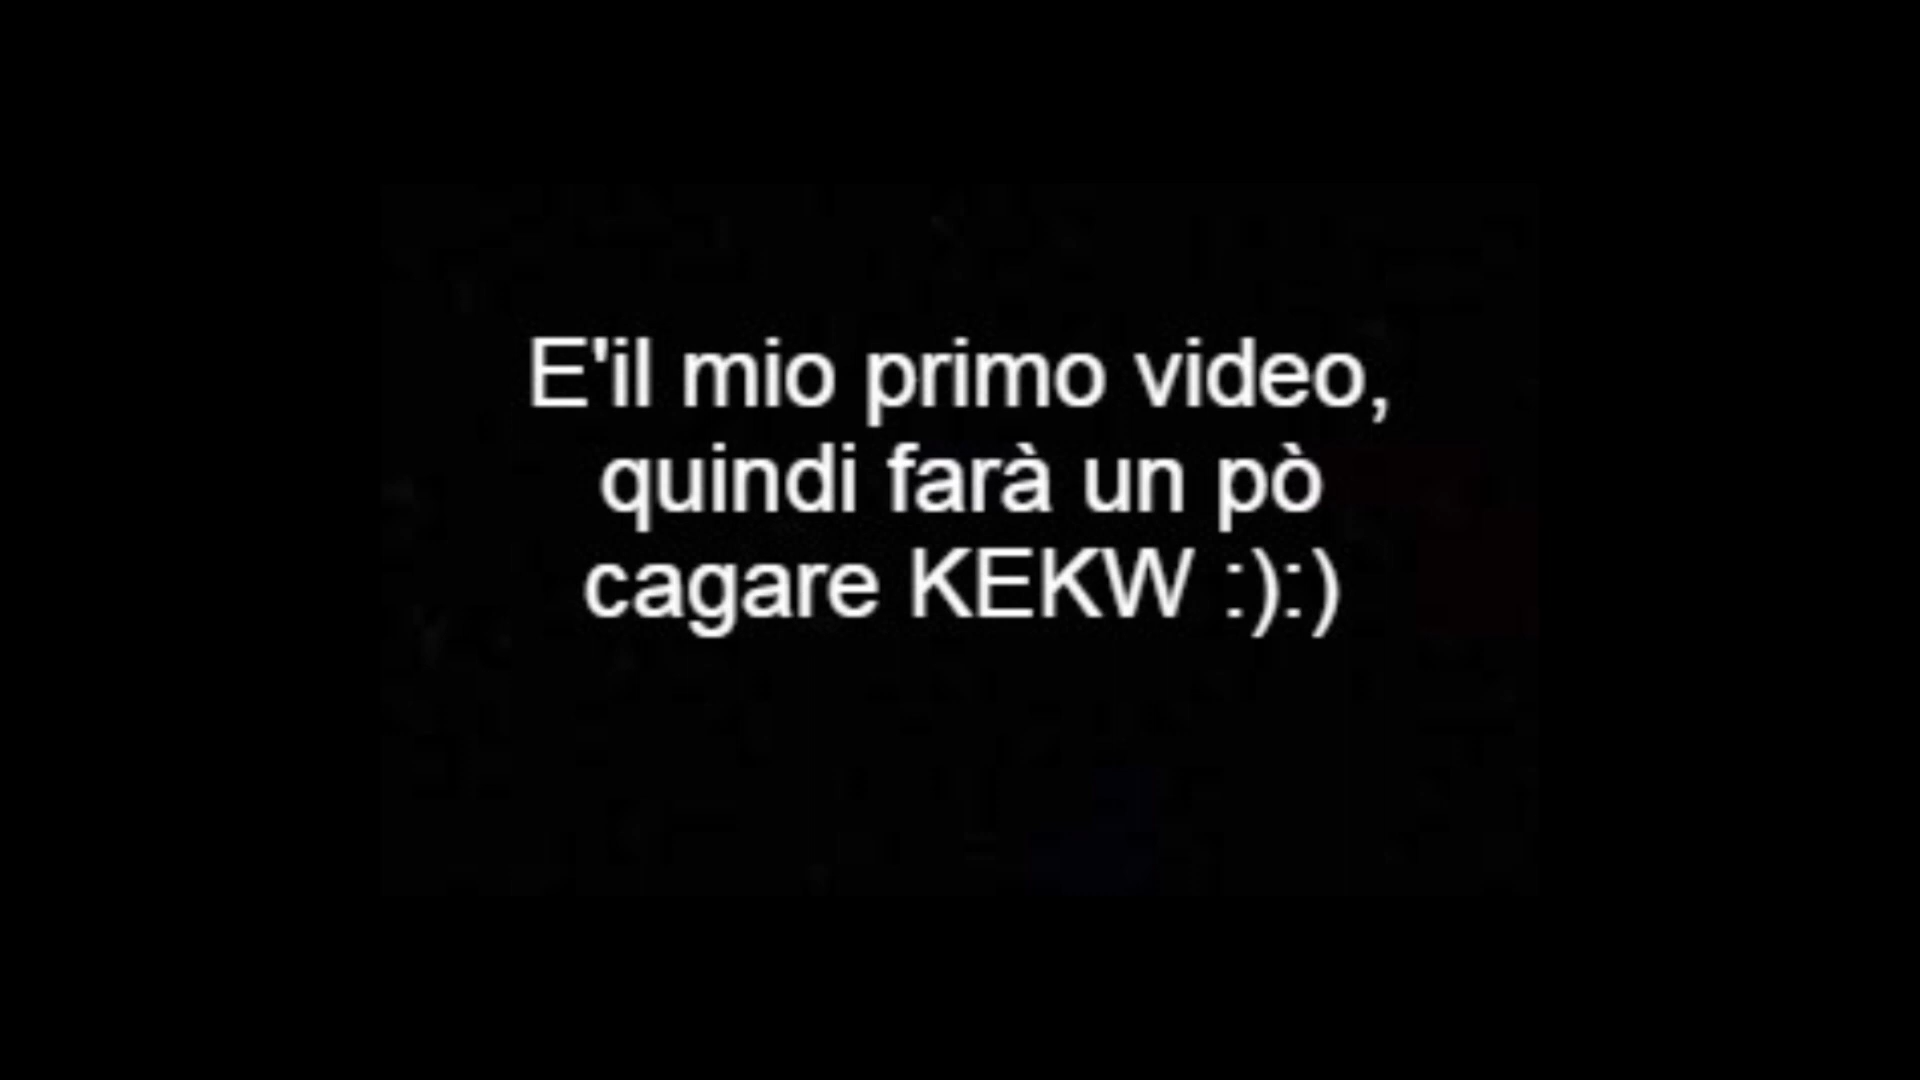 E'il mio primo video,
quindi farà un pò
cagare KEKW :):)